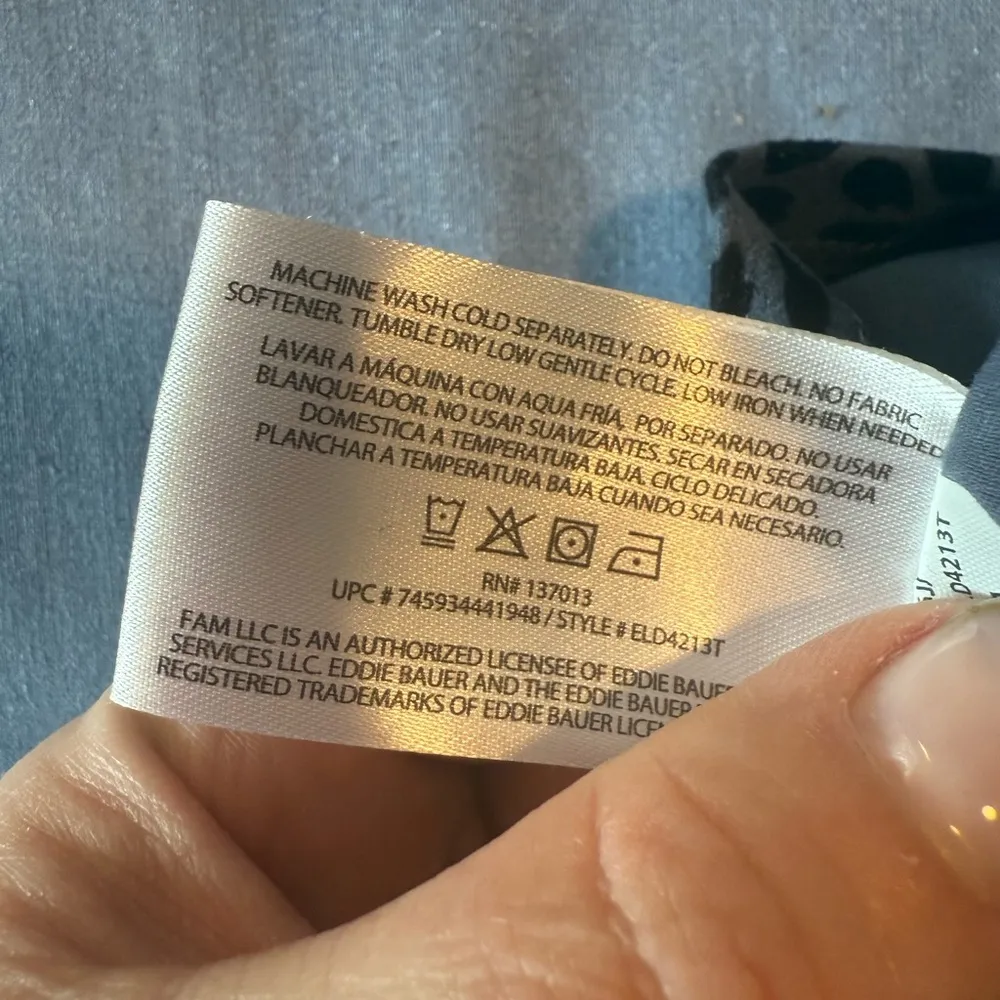 MACHINE WASH COLD SEPARATELY. DO NOT BLEACH. NO FABRIC
SOFTENER. TUMBLE DRY LOW GENTLE CYCLE. LOW IRON WHEN NEEDED
LAVAR A MÁQUINA CON AQUA FRÍA, POR SEPARADO. NO USAR
BLANQUEADOR. NO USAR SUAVIZANTES. SECAR EN SECADORA
DOMESTICA A TEMPERATURA BAJA. CICLO DELICADO.
PLANCHAR A TEMPERATURA BAJA CUANDO SEA NECESARIO.
RN# 137013
UPC # 745934441948 / STYLE # ELD4213T
FAM LLC IS AN AUTHORIZED LICENSEE OF EDDIE BAUER
SERVICES LLC. EDDIE BAUER AND THE EDDIE BAUER
REGISTERED TRADEMARKS OF EDDIE BAUER LICEN
D4213T